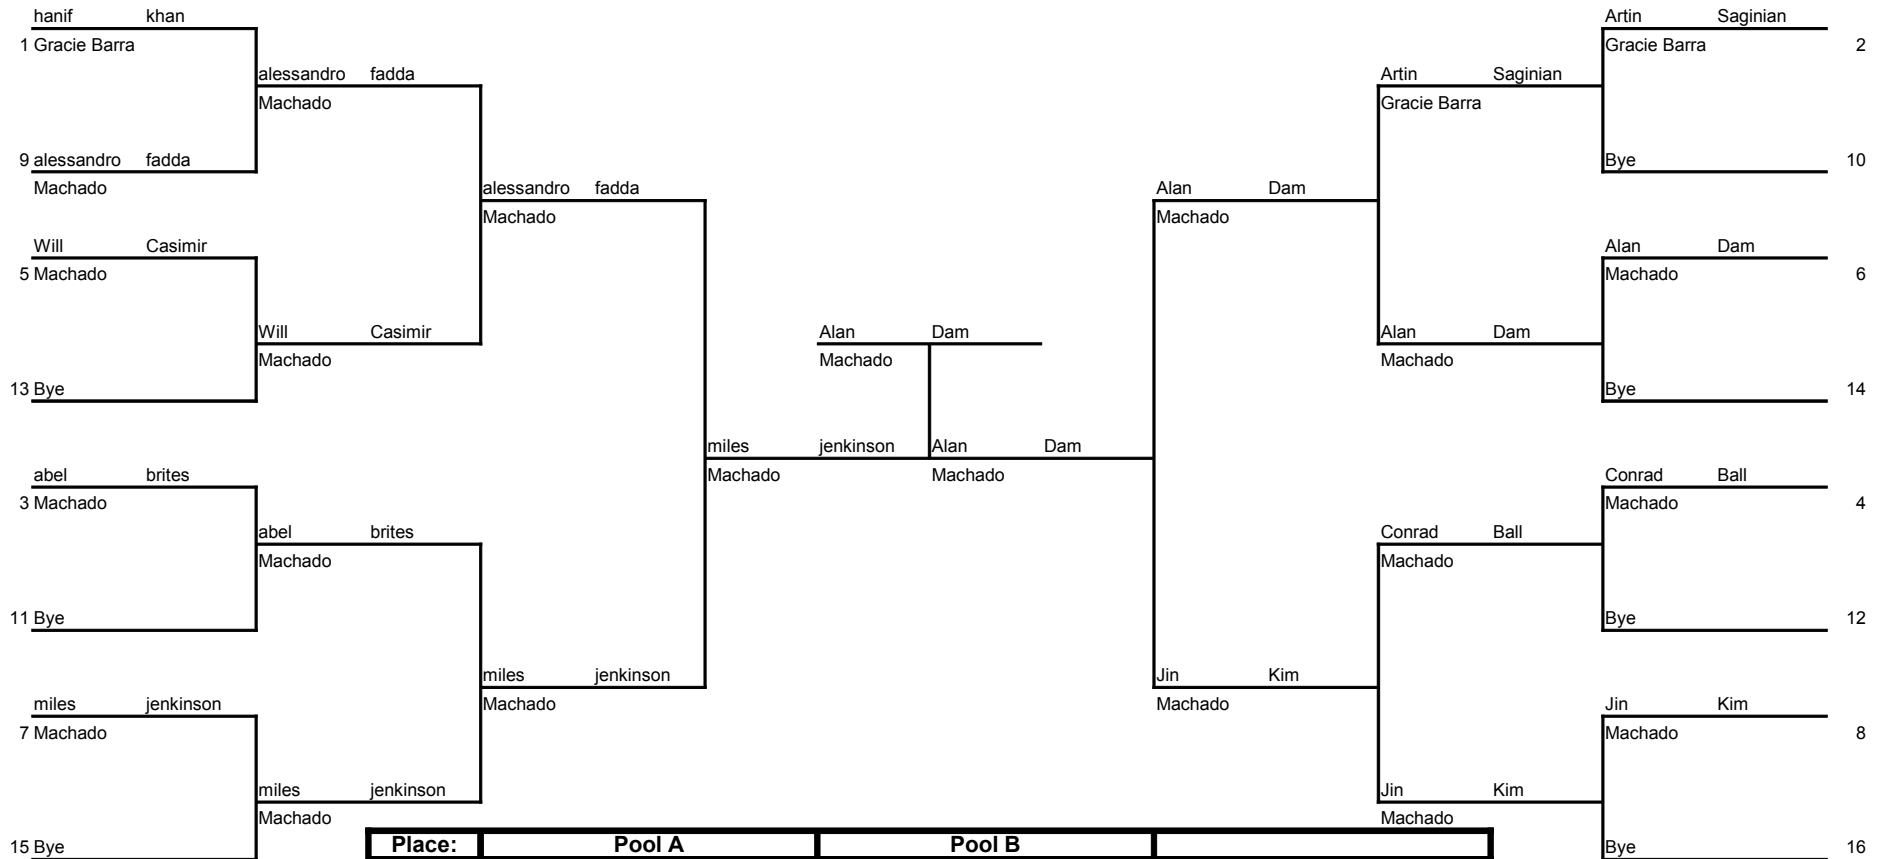 hanif khan
1 Gracie Barra
alessandro fadda
Machado
9 alessandro fadda
Machado
alessandro fadda
Machado
Will Casimir
5 Machado
Will Casimir
Machado
13 Bye
miles jenkinson
Machado
abel brites
3 Machado
abel brites
Machado
11 Bye
miles jenkinson
Machado
miles jenkinson
7 Machado
miles jenkinson
Machado
15 Bye
Alan Dam
Machado
Alan Dam
Machado
Artin Saginian
Gracie Barra 2
Artin Saginian
Gracie Barra
Bye 10
Alan Dam
Machado
Alan Dam
Machado 6
Alan Dam
Machado
Bye 14
Conrad Ball
Machado 4
Conrad Ball
Machado
Bye 12
Jin Kim
Machado
Jin Kim
Machado 8
Jin Kim
Machado
Bye 16
Place: Pool A Pool B